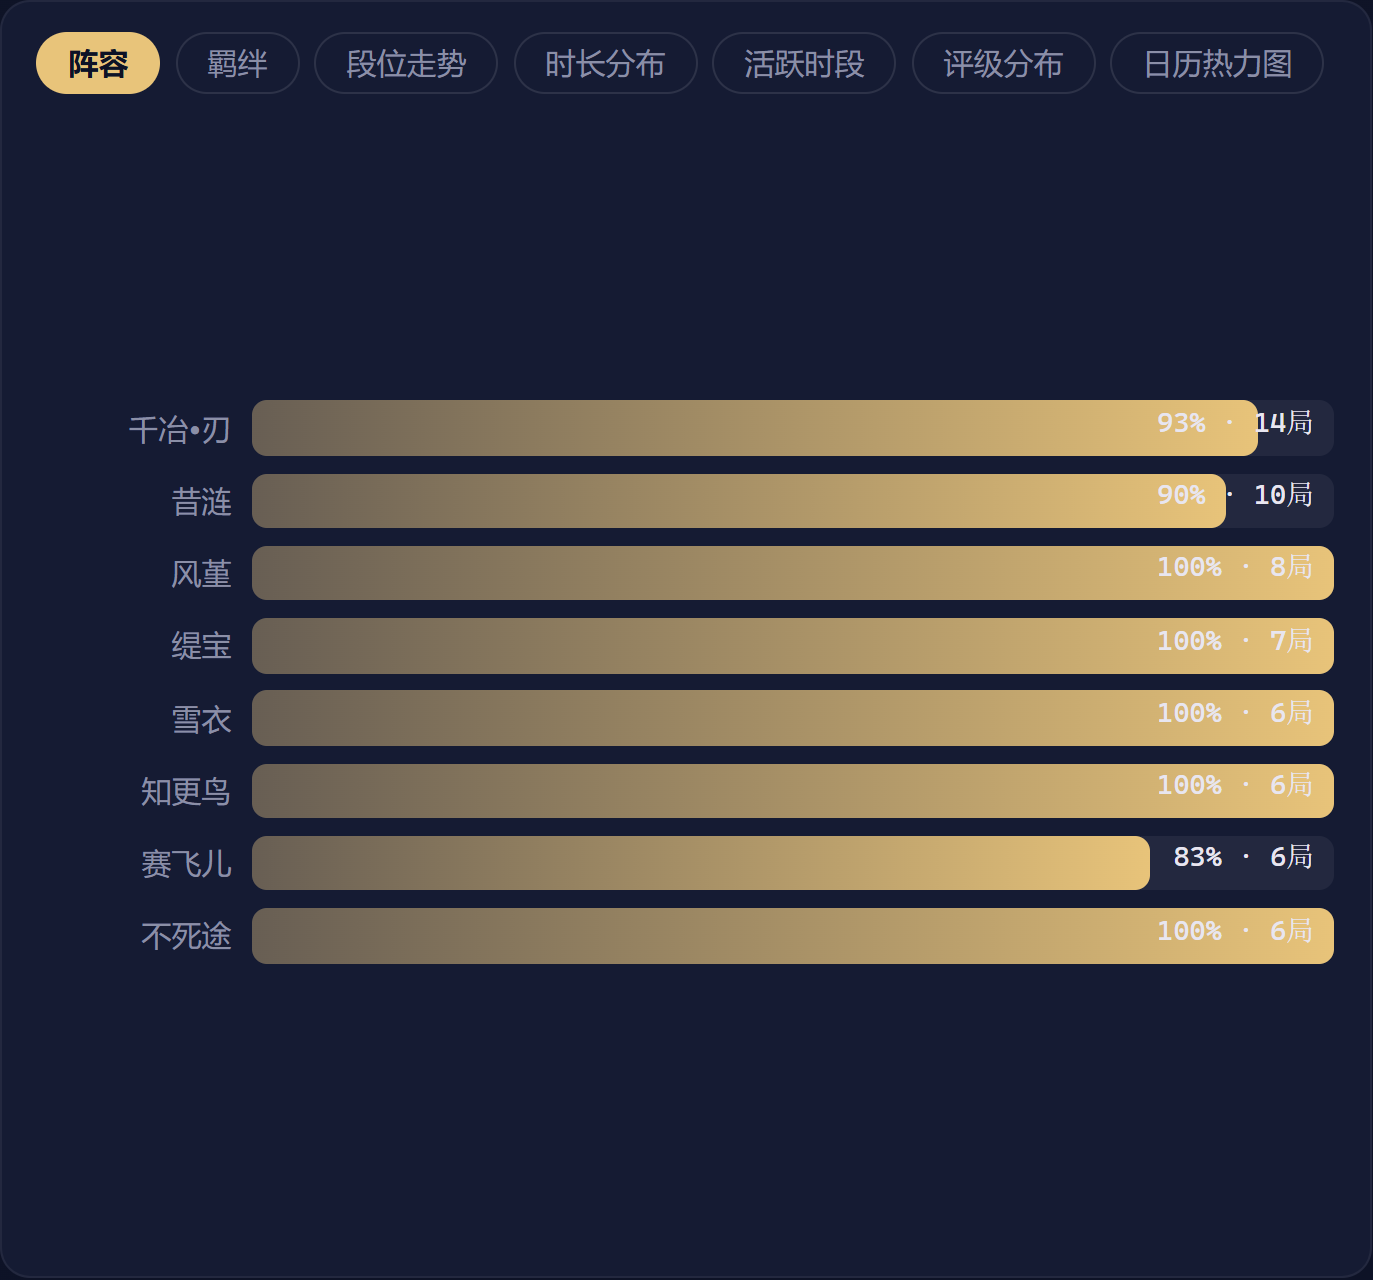 阵容 羁绊 段位走势 时长分布 活跃时段 评级分布 日历热力图
千冶•刃 93% · 14局
昔涟 90% · 10局
风堇 100% · 8局
缇宝 100% · 7局
雪衣 100% · 6局
知更鸟 100% · 6局
赛飞儿 83% · 6局
不死途 100% · 6局